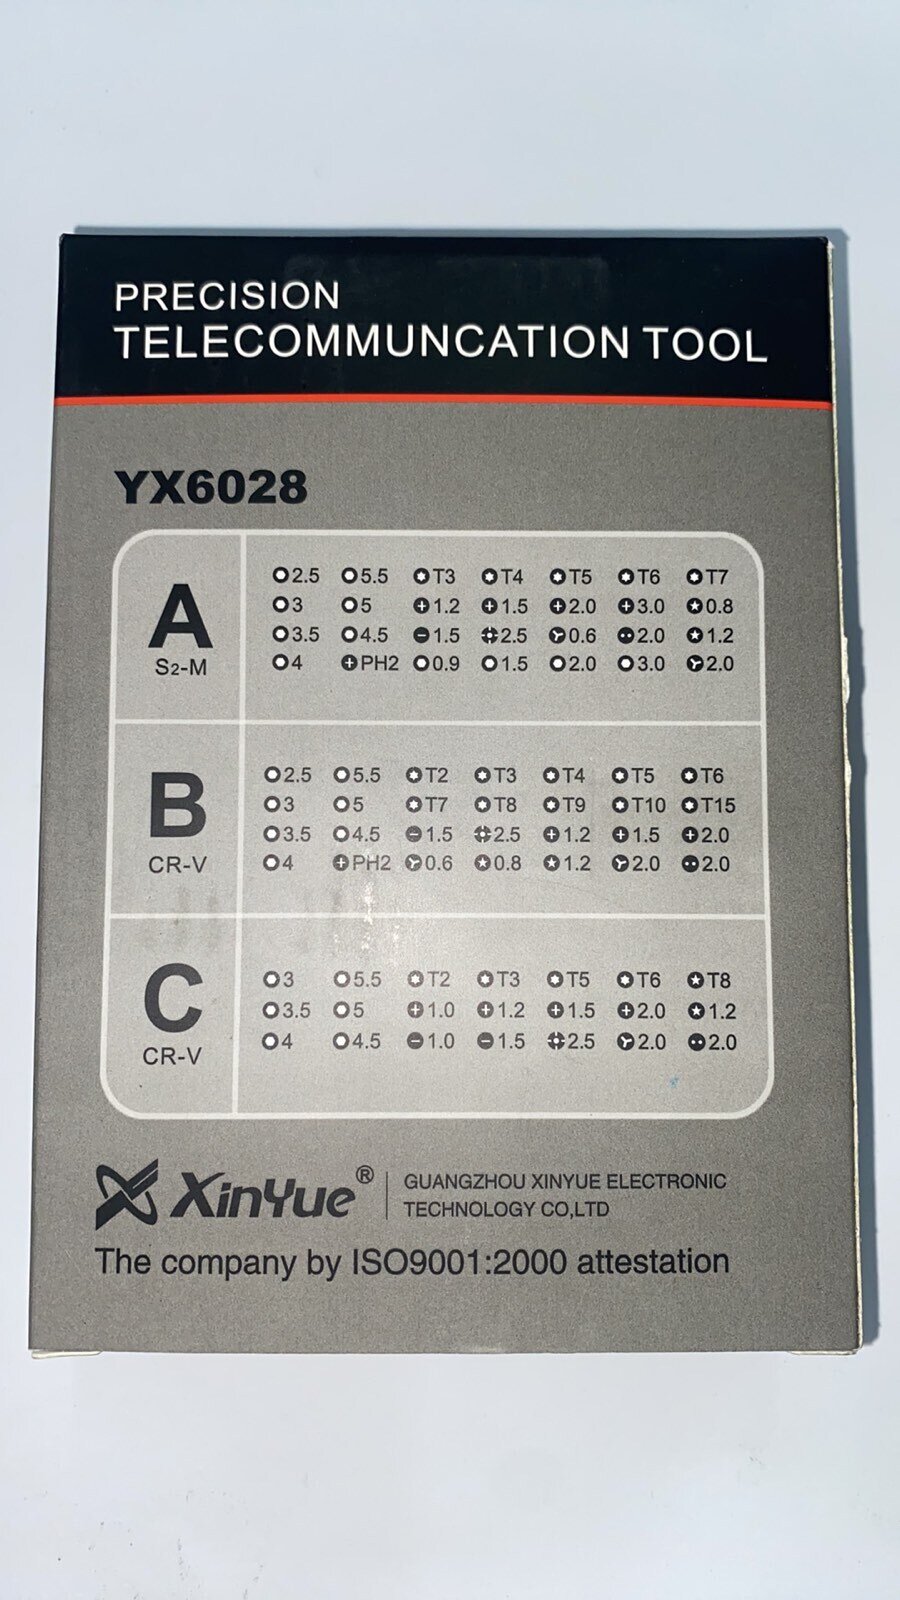 PRECISION
TELECOMMUNCATION TOOL
YX6028
A
S2-M
2.5 5.5 T3 T4 T5 T6 T7
3 5 1.2 1.5 2.0 3.0 0.8
3.5 4.5 1.5 2.5 0.6 2.0 1.2
4 PH2 0.9 1.5 2.0 3.0 2.0
B
CR-V
2.5 5.5 T2 T3 T4 T5 T6
3 5 T7 T8 T9 T10 T15
3.5 4.5 1.5 2.5 1.2 1.5 2.0
4 PH2 0.6 0.8 1.2 2.0 2.0
C
CR-V
3 5.5 T2 T3 T5 T6 T8
3.5 5 1.0 1.2 1.5 2.0 1.2
4 4.5 1.0 1.5 2.5 2.0 2.0
XinYue®
GUANGZHOU XINYUE ELECTRONIC
TECHNOLOGY CO,LTD
The company by ISO9001:2000 attestation